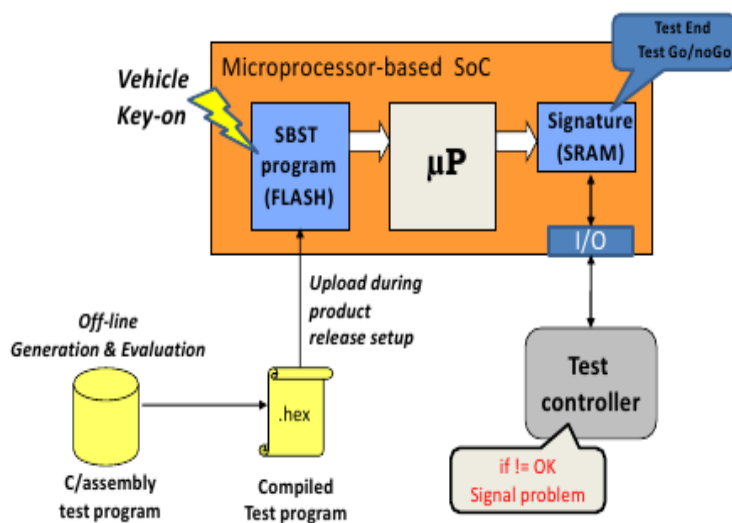 Test End
Test Go/noGo
Microprocessor-based SoC
Vehicle
Key-on
SBST
program
(FLASH)
μP
Signature
(SRAM)
I/O
Upload during
product
release setup
Off-line
Generation & Evaluation
.hex
Test
controller
C/assembly
test program
Compiled
Test program
if != OK
Signal problem